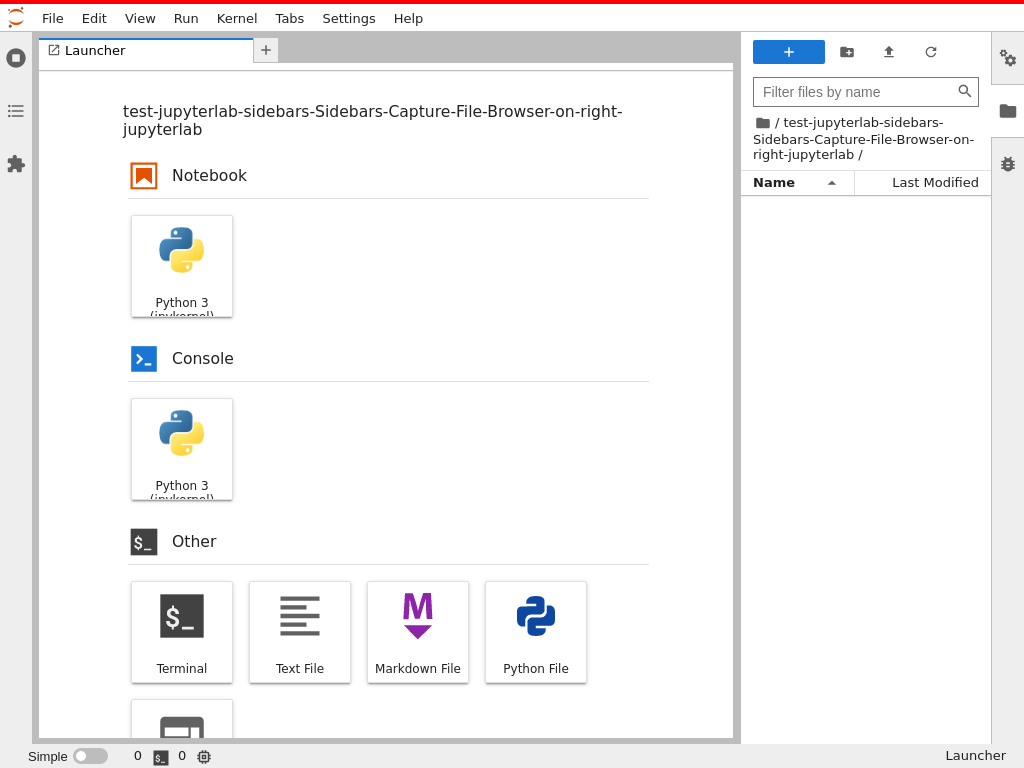 File Edit View Run Kernel Tabs Settings Help
Launcher
test-jupyterlab-sidebars-Sidebars-Capture-File-Browser-on-right-
jupyterlab
Notebook
Python 3
(ipykernel)
Console
Python 3
(ipykernel)
Other
$_
Terminal
Text File
Markdown File
Python File
Filter files by name
/ test-jupyterlab-sidebars-
Sidebars-Capture-File-Browser-on-
right-jupyterlab /
Name
Last Modified
Simple
0
0
Launcher